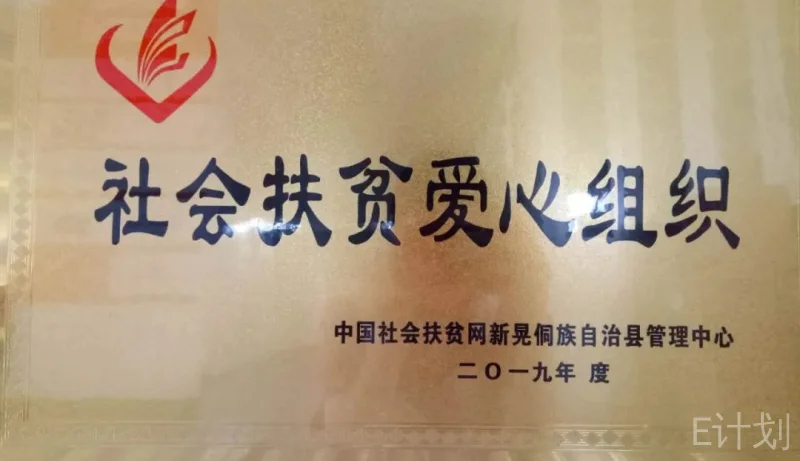 社会扶贫爱心组织
中国社会扶贫网新晃侗族自治县管理中心
二〇一九年 度
E计划